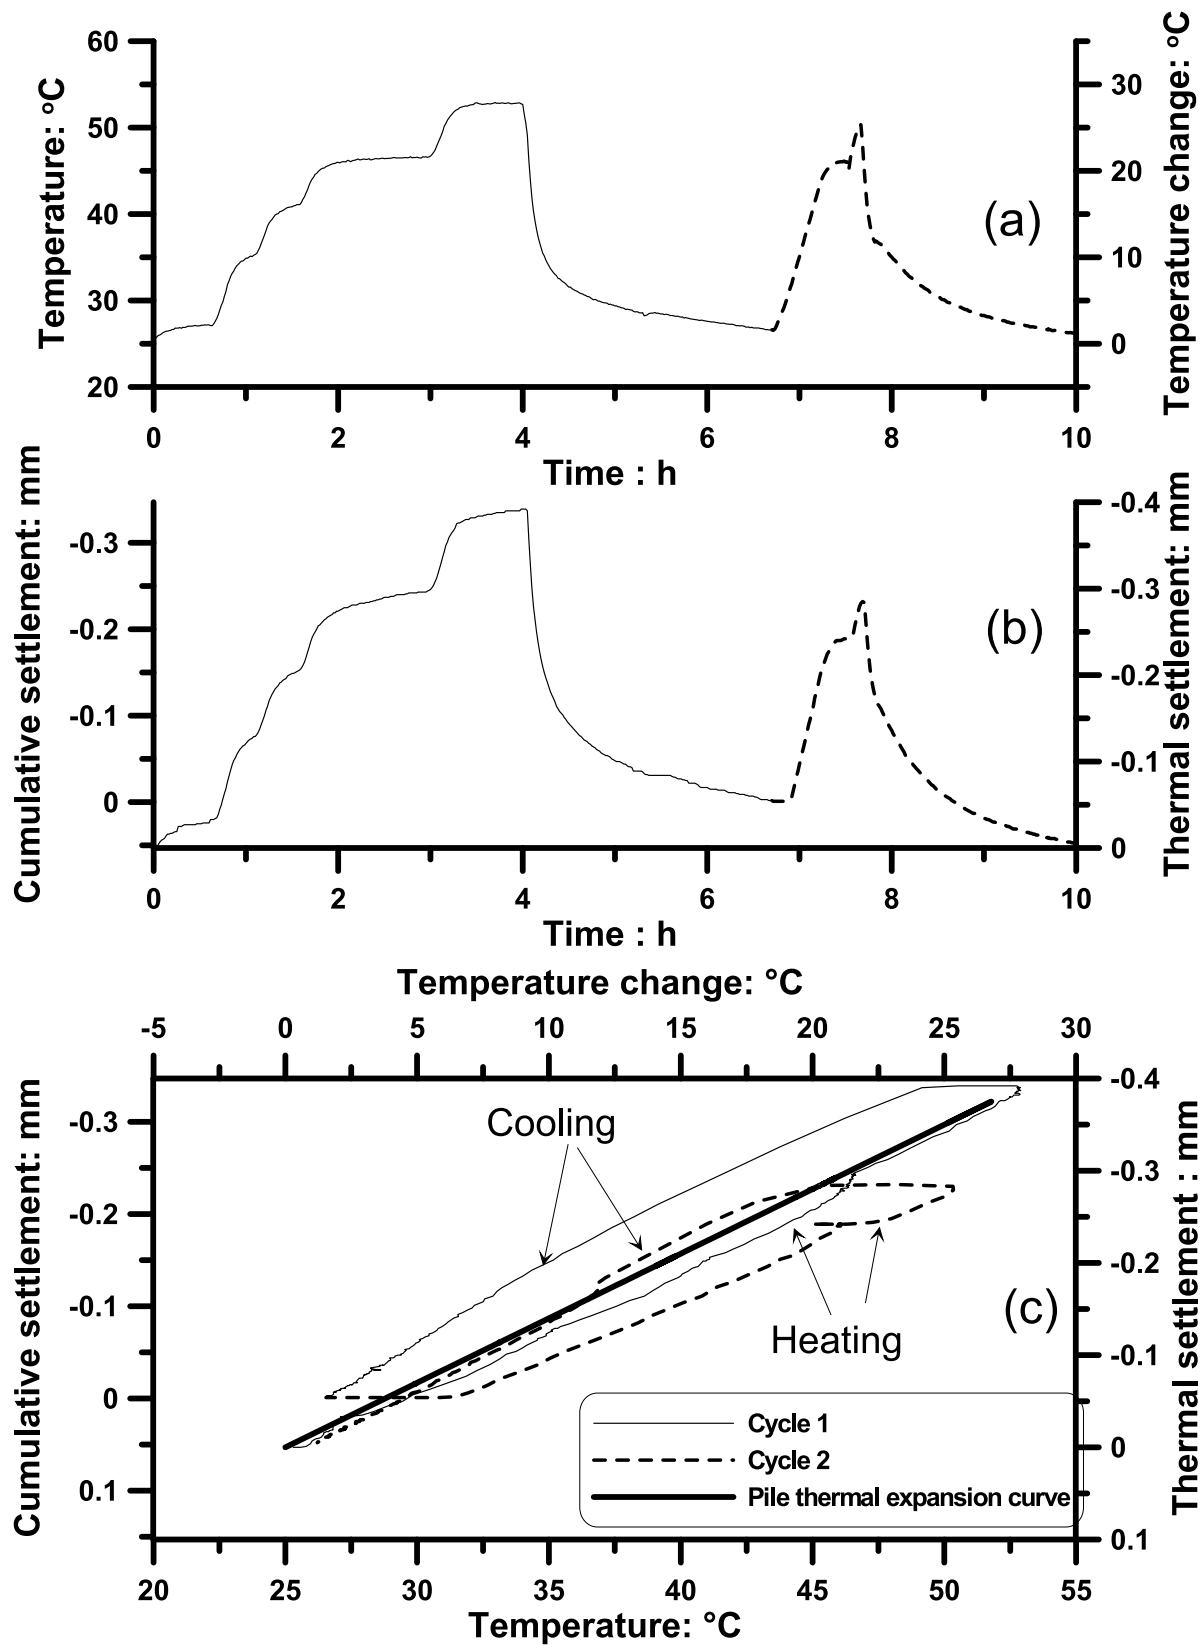 60
50
40
30
20
Temperature: ºC
30
20
10
0
Temperature change: ºC
(a)
0 2 4 6 8 10
Time : h
-0.3
-0.2
-0.1
0
Cumulative settlement: mm
-0.4
-0.3
-0.2
-0.1
0
Thermal settlement: mm
(b)
0 2 4 6 8 10
Time : h
Temperature change: °C
-5 0 5 10 15 20 25 30
-0.3
-0.2
-0.1
0
0.1
Cumulative settlement: mm
-0.4
-0.3
-0.2
-0.1
0
0.1
Thermal settlement : mm
Cooling
Heating
(c)
Cycle 1
Cycle 2
Pile thermal expansion curve
20 25 30 35 40 45 50 55
Temperature: °C